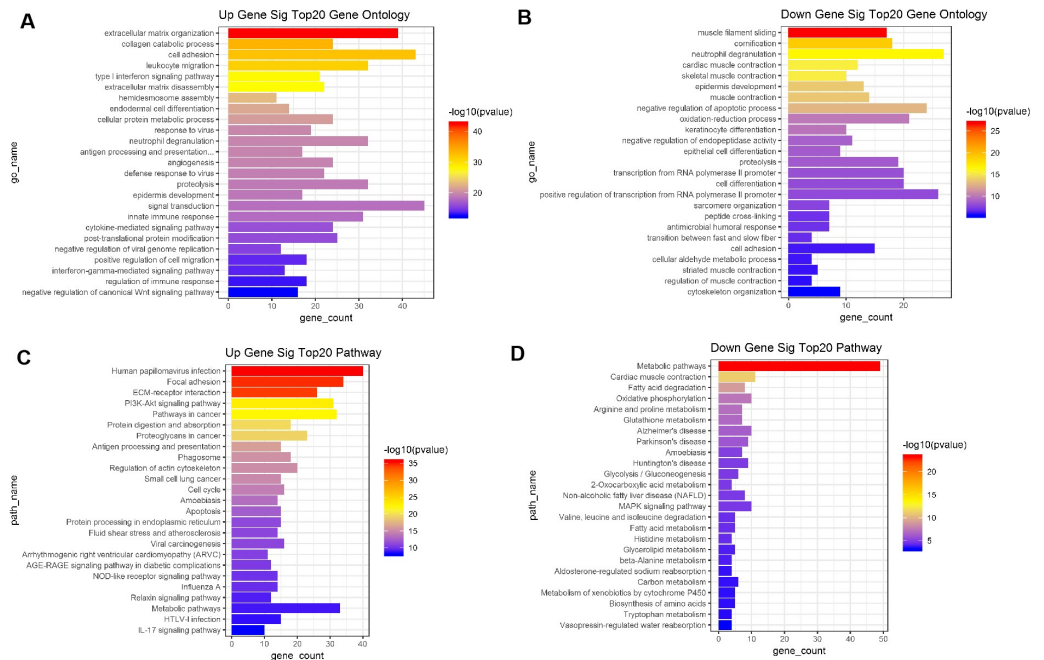 A
Up Gene Sig Top20 Gene Ontology
go_name
extracellular matrix organization
collagen catabolic process
cell adhesion
leukocyte migration
type I interferon signaling pathway
extracellular matrix disassembly
hemidesmosome assembly
endodermal cell differentiation
cellular protein metabolic process
response to virus
neutrophil degranulation
antigen processing and presentation...
angiogenesis
defense response to virus
proteolysis
epidermis development
signal transduction
innate immune response
cytokine-mediated signaling pathway
post-translational protein modification
negative regulation of viral genome replication
positive regulation of cell migration
interferon-gamma-mediated signaling pathway
regulation of immune response
negative regulation of canonical Wnt signaling pathway
0 10 20 30 40
gene_count
-log10(pvalue)
40
30
20
B
Down Gene Sig Top20 Gene Ontology
go_name
muscle filament sliding
cornification
neutrophil degranulation
cardiac muscle contraction
skeletal muscle contraction
epidermis development
muscle contraction
negative regulation of apoptotic process
oxidation-reduction process
keratinocyte differentiation
negative regulation of endopeptidase activity
epithelial cell differentiation
proteolysis
transcription from RNA polymerase II promoter
cell differentiation
positive regulation of transcription from RNA polymerase II promoter
sarcomere organization
peptide cross-linking
antimicrobial humoral response
transition between fast and slow fiber
cell adhesion
cellular aldehyde metabolic process
striated muscle contraction
regulation of muscle contraction
cytoskeleton organization
0 10 20
gene_count
-log10(pvalue)
25
20
15
10
C
Up Gene Sig Top20 Pathway
path_name
Human papillomavirus infection
Focal adhesion
ECM-receptor interaction
PI3K-Akt signaling pathway
Pathways in cancer
Protein digestion and absorption
Proteoglycans in cancer
Antigen processing and presentation
Phagosome
Regulation of actin cytoskeleton
Small cell lung cancer
Cell cycle
Amoebiasis
Apoptosis
Protein processing in endoplasmic reticulum
Fluid shear stress and atherosclerosis
Viral carcinogenesis
Arrhythmogenic right ventricular cardiomyopathy (ARVC)
AGE-RAGE signaling pathway in diabetic complications
NOD-like receptor signaling pathway
Influenza A
Relaxin signaling pathway
Metabolic pathways
HTLV-I infection
IL-17 signaling pathway
0 10 20 30 40
gene_count
-log10(pvalue)
35
30
25
20
15
10
D
Down Gene Sig Top20 Pathway
path_name
Metabolic pathways
Cardiac muscle contraction
Fatty acid degradation
Oxidative phosphorylation
Arginine and proline metabolism
Glutathione metabolism
Alzheimer's disease
Parkinson's disease
Amoebiasis
Huntington's disease
Glycolysis / Gluconeogenesis
2-Oxocarboxylic acid metabolism
Non-alcoholic fatty liver disease (NAFLD)
MAPK signaling pathway
Valine, leucine and isoleucine degradation
Fatty acid metabolism
Histidine metabolism
Glycerolipid metabolism
beta-Alanine metabolism
Aldosterone-regulated sodium reabsorption
Carbon metabolism
Metabolism of xenobiotics by cytochrome P450
Biosynthesis of amino acids
Tryptophan metabolism
Vasopressin-regulated water reabsorption
0 10 20 30 40 50
gene_count
-log10(pvalue)
20
15
10
5